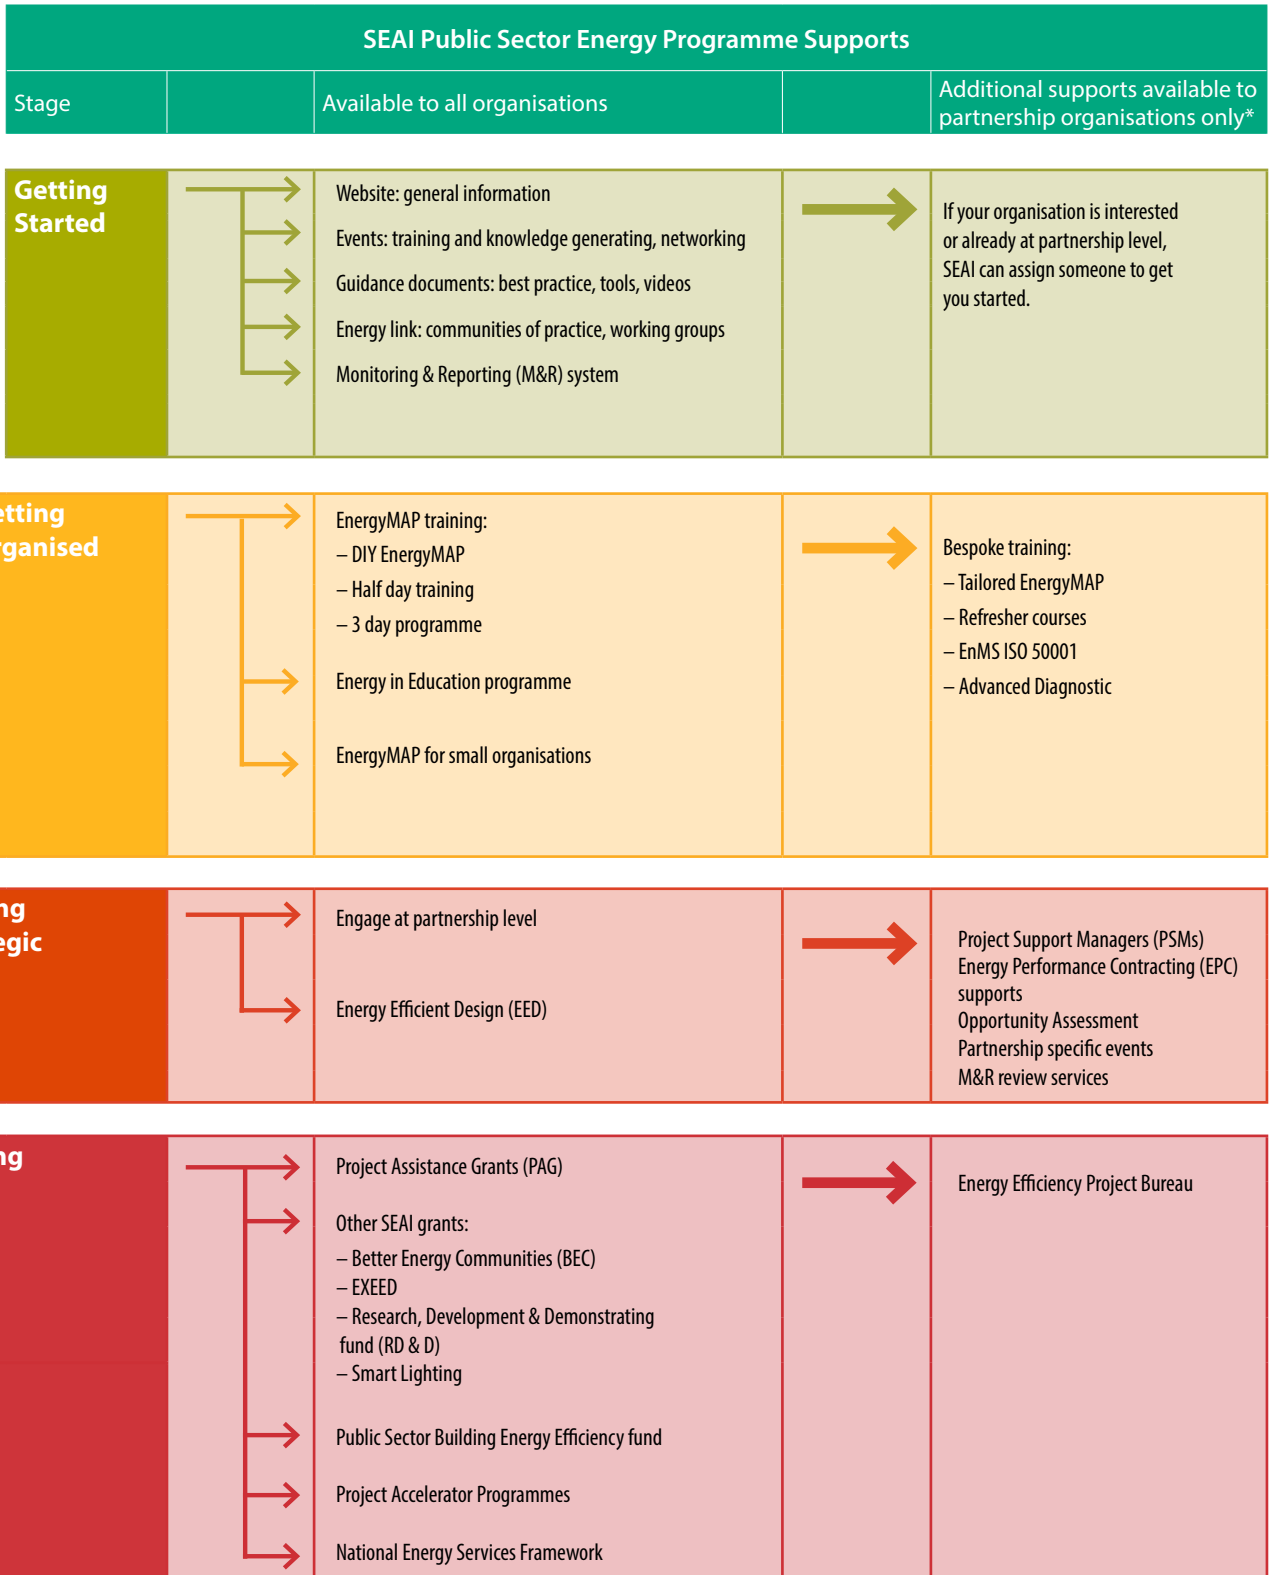 SEAI Public Sector Energy Programme Supports
Stage
Available to all organisations
Additional supports available to
partnership organisations only*
Getting
Started
Website: general information
Events: training and knowledge generating, networking
Guidance documents: best practice, tools, videos
Energy link: communities of practice, working groups
Monitoring & Reporting (M&R) system
If your organisation is interested
or already at partnership level,
SEAI can assign someone to get
you started.
etting
rganised
EnergyMAP training:
– DIY EnergyMAP
– Half day training
– 3 day programme
Energy in Education programme
EnergyMAP for small organisations
Bespoke training:
– Tailored EnergyMAP
– Refresher courses
– EnMS ISO 50001
– Advanced Diagnostic
ng
egic
Engage at partnership level
Energy Efficient Design (EED)
Project Support Managers (PSMs)
Energy Performance Contracting (EPC)
supports
Opportunity Assessment
Partnership specific events
M&R review services
ng
Project Assistance Grants (PAG)
Other SEAI grants:
– Better Energy Communities (BEC)
– EXEED
– Research, Development & Demonstrating
fund (RD & D)
– Smart Lighting
Public Sector Building Energy Efficiency fund
Project Accelerator Programmes
National Energy Services Framework
Energy Efficiency Project Bureau